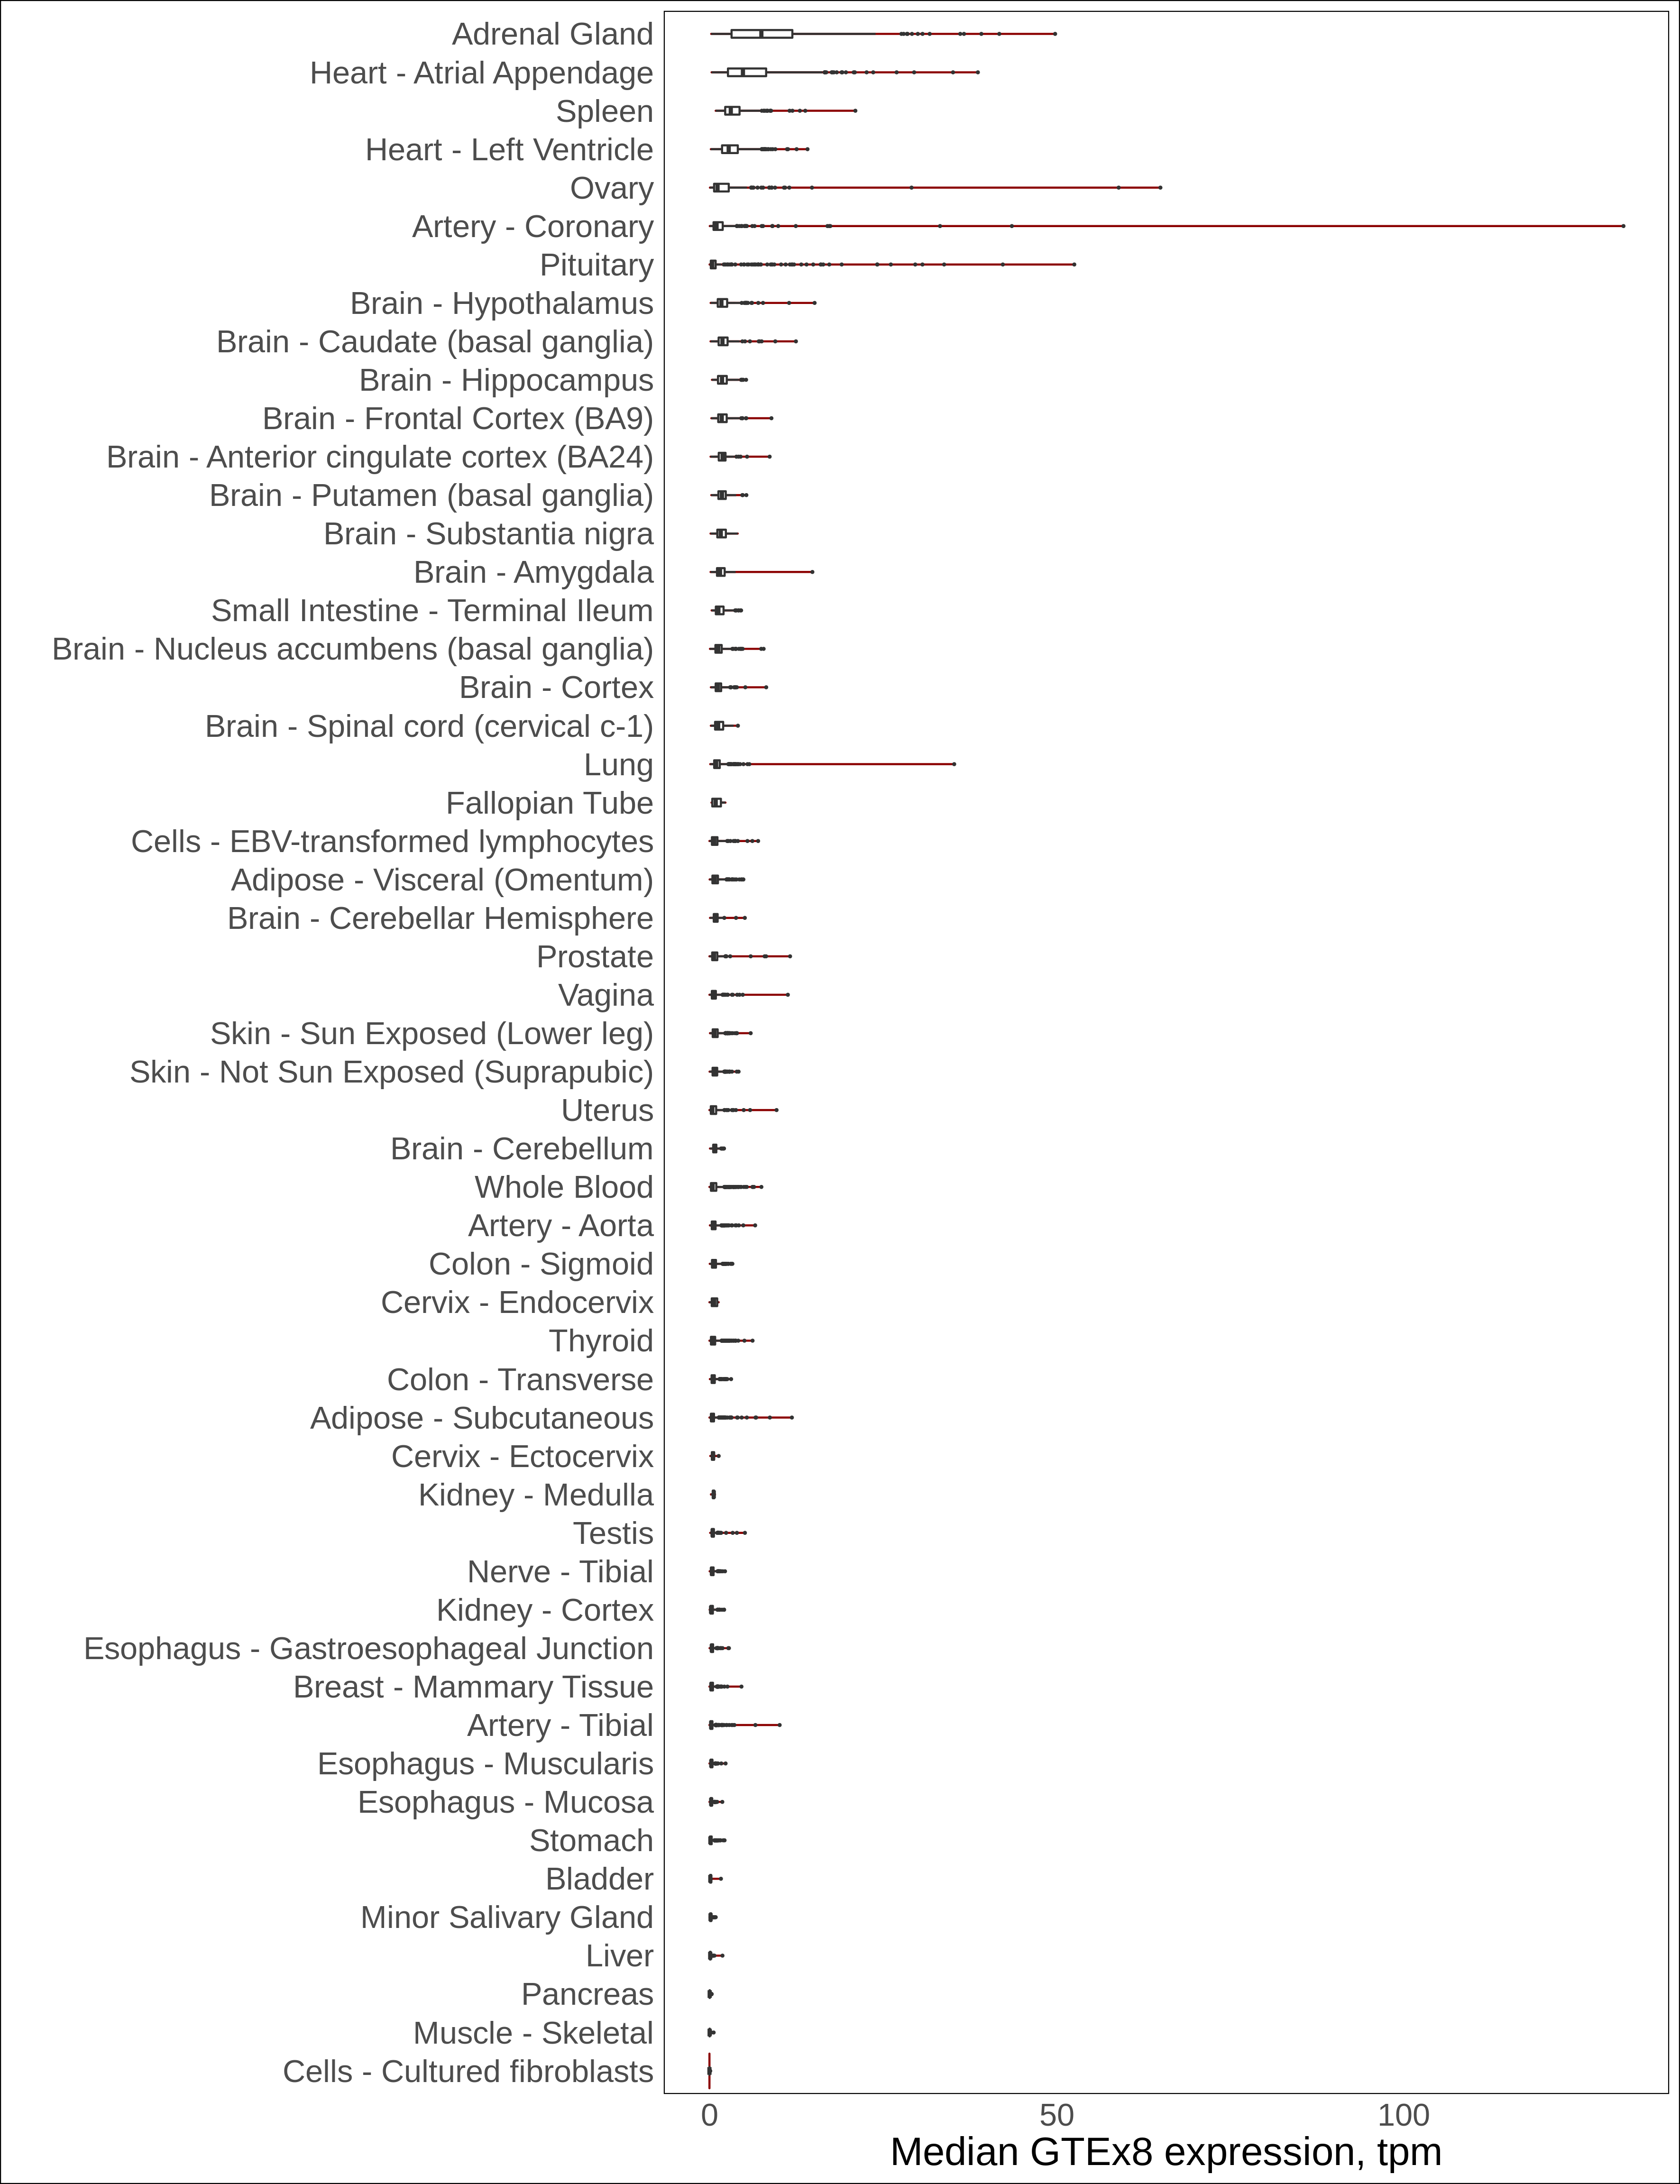 Adrenal Gland
Heart - Atrial Appendage
Spleen
Heart - Left Ventricle
Ovary
Artery - Coronary
Pituitary
Brain - Hypothalamus
Brain - Caudate (basal ganglia)
Brain - Hippocampus
Brain - Frontal Cortex (BA9)
Brain - Anterior cingulate cortex (BA24)
Brain - Putamen (basal ganglia)
Brain - Substantia nigra
Brain - Amygdala
Small Intestine - Terminal Ileum
Brain - Nucleus accumbens (basal ganglia)
Brain - Cortex
Brain - Spinal cord (cervical c-1)
Lung
Fallopian Tube
Cells - EBV-transformed lymphocytes
Adipose - Visceral (Omentum)
Brain - Cerebellar Hemisphere
Prostate
Vagina
Skin - Sun Exposed (Lower leg)
Skin - Not Sun Exposed (Suprapubic)
Uterus
Brain - Cerebellum
Whole Blood
Artery - Aorta
Colon - Sigmoid
Cervix - Endocervix
Thyroid
Colon - Transverse
Adipose - Subcutaneous
Cervix - Ectocervix
Kidney - Medulla
Testis
Nerve - Tibial
Kidney - Cortex
Esophagus - Gastroesophageal Junction
Breast - Mammary Tissue
Artery - Tibial
Esophagus - Muscularis
Esophagus - Mucosa
Stomach
Bladder
Minor Salivary Gland
Liver
Pancreas
Muscle - Skeletal
Cells - Cultured fibroblasts
0 50 100
Median GTEx8 expression, tpm